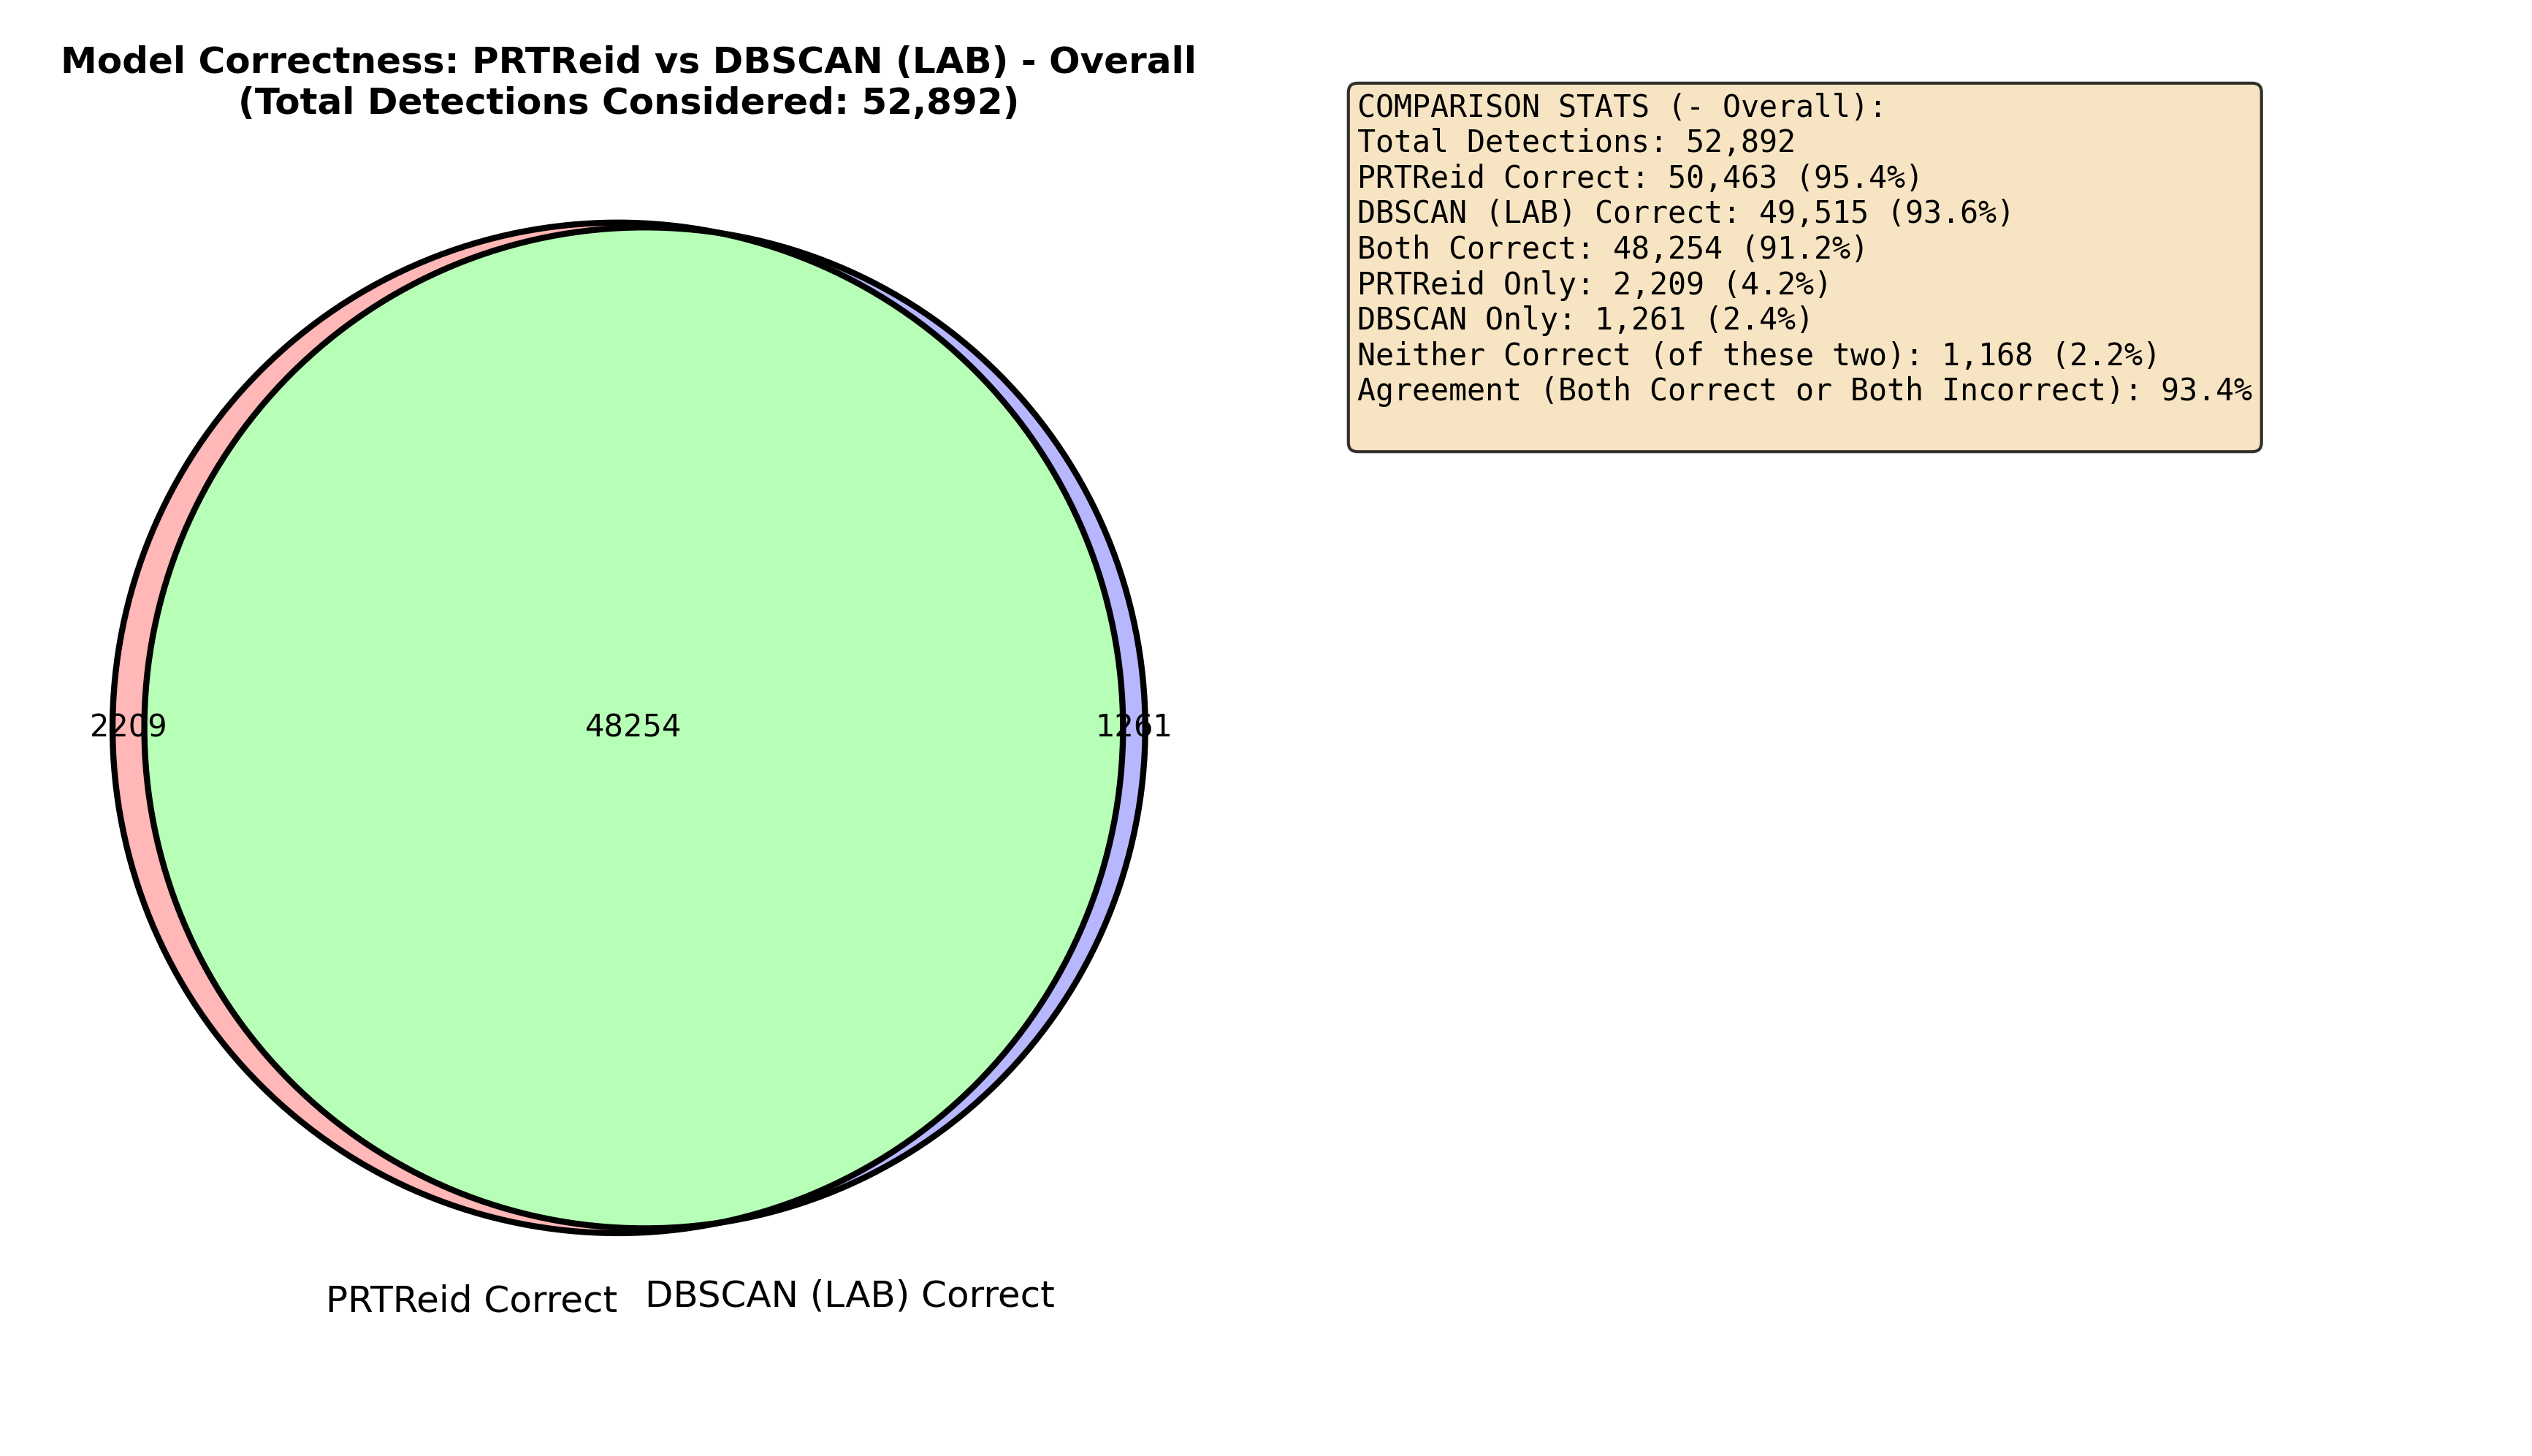 Model Correctness: PRTReid vs DBSCAN (LAB) - Overall
(Total Detections Considered: 52,892)
COMPARISON STATS (- Overall):
Total Detections: 52,892
PRTReid Correct: 50,463 (95.4%)
DBSCAN (LAB) Correct: 49,515 (93.6%)
Both Correct: 48,254 (91.2%)
PRTReid Only: 2,209 (4.2%)
DBSCAN Only: 1,261 (2.4%)
Neither Correct (of these two): 1,168 (2.2%)
Agreement (Both Correct or Both Incorrect): 93.4%
2209
48254
1261
PRTReid Correct
DBSCAN (LAB) Correct